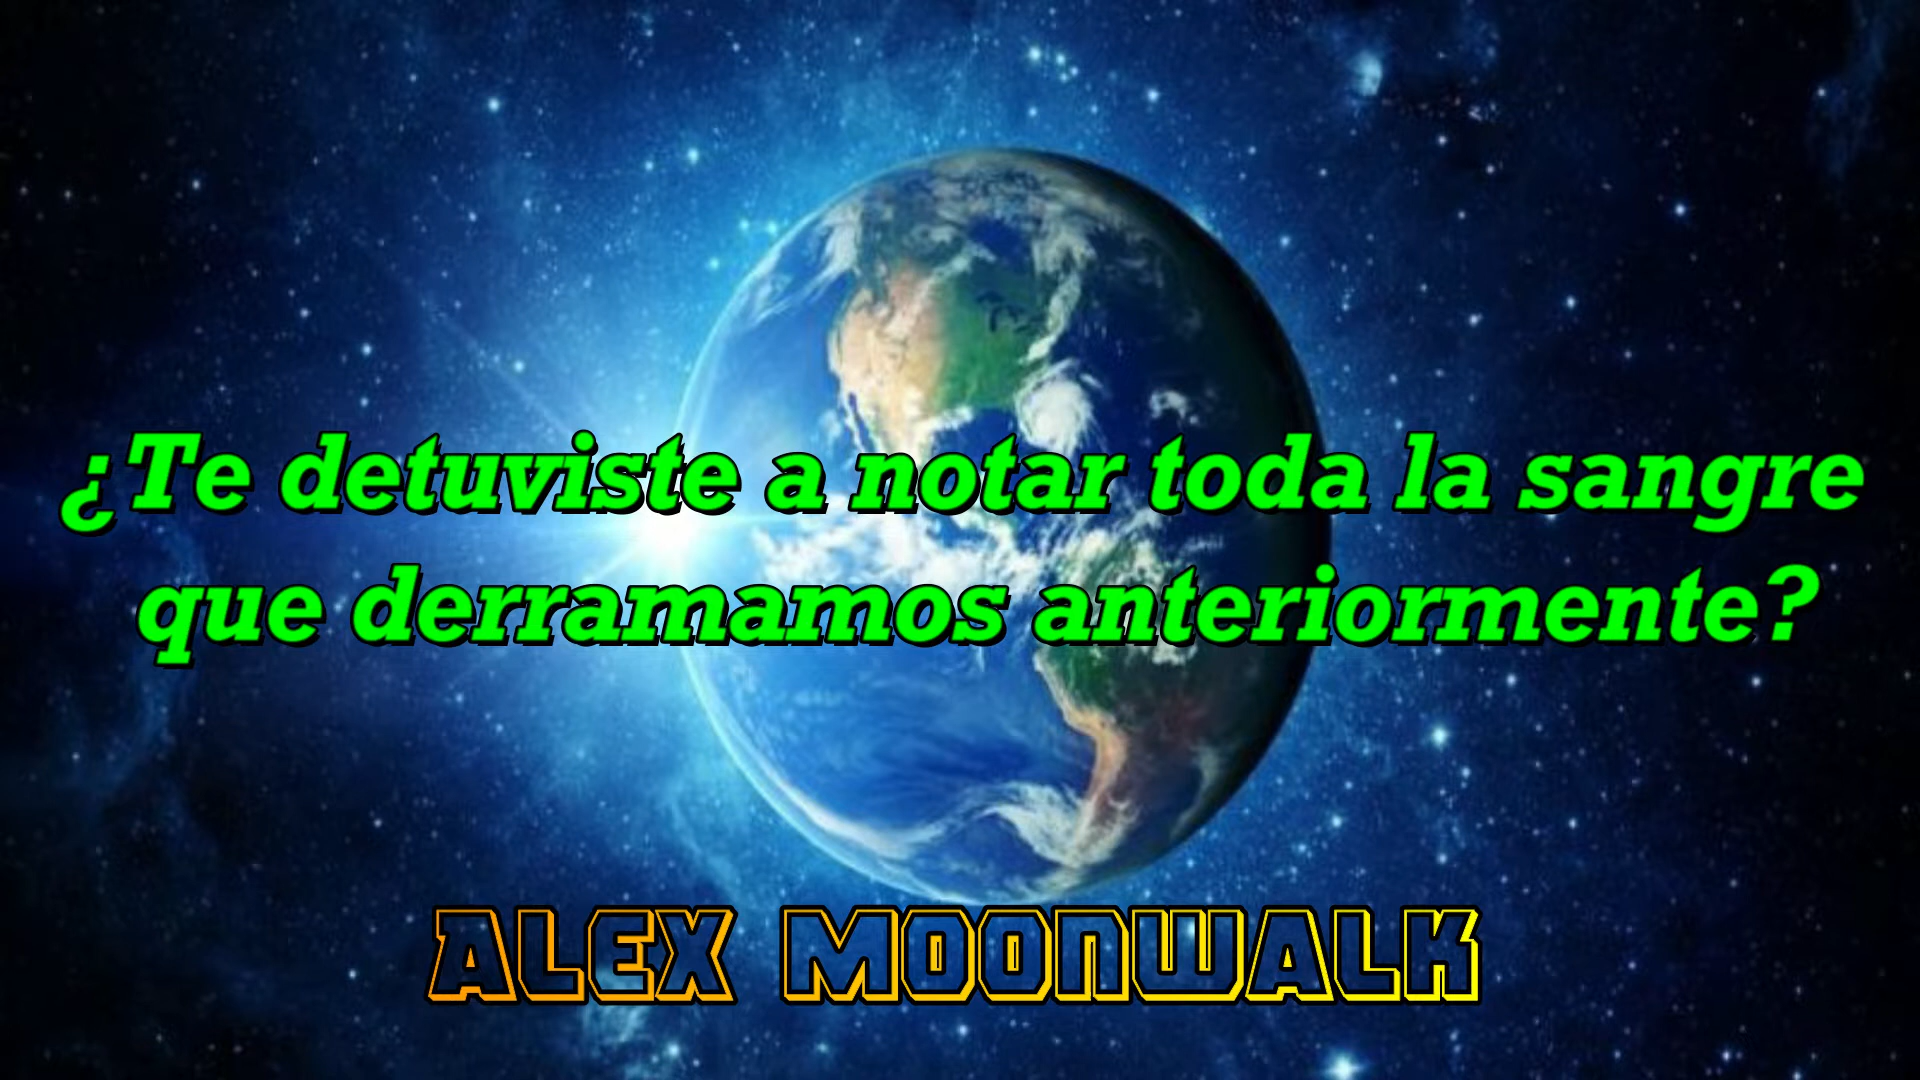 ¿Te detuviste a notar toda la sangre
que derramamos anteriormente?
ALEX MOONWALK